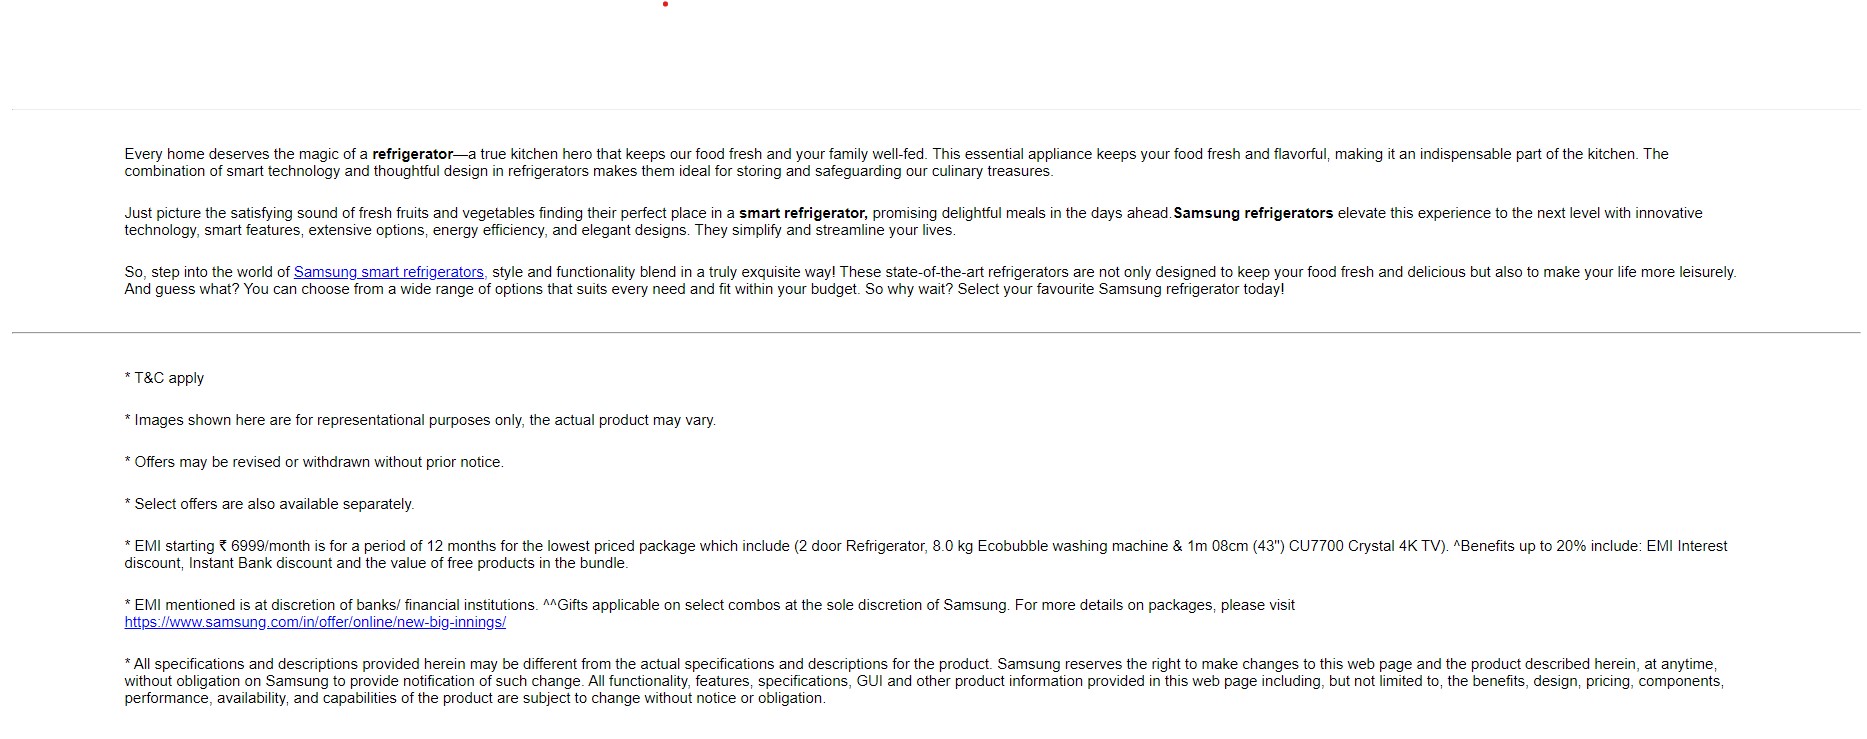 Every home deserves the magic of a refrigerator—a true kitchen hero that keeps our food fresh and your family well-fed. This essential appliance keeps your food fresh and flavorful, making it an indispensable part of the kitchen. The
combination of smart technology and thoughtful design in refrigerators makes them ideal for storing and safeguarding our culinary treasures.
Just picture the satisfying sound of fresh fruits and vegetables finding their perfect place in a smart refrigerator, promising delightful meals in the days ahead. Samsung refrigerators elevate this experience to the next level with innovative
technology, smart features, extensive options, energy efficiency, and elegant designs. They simplify and streamline your lives.
So, step into the world of Samsung smart refrigerators, style and functionality blend in a truly exquisite way! These state-of-the-art refrigerators are not only designed to keep your food fresh and delicious but also to make your life more leisurely.
And guess what? You can choose from a wide range of options that suits every need and fit within your budget. So why wait? Select your favourite Samsung refrigerator today!
* T&C apply
* Images shown here are for representational purposes only, the actual product may vary.
* Offers may be revised or withdrawn without prior notice.
* Select offers are also available separately.
* EMI starting ₹ 6999/month is for a period of 12 months for the lowest priced package which include (2 door Refrigerator, 8.0 kg Ecobubble washing machine & 1m 08cm (43") CU7700 Crystal 4K TV). ^Benefits up to 20% include: EMI Interest
discount, Instant Bank discount and the value of free products in the bundle.
* EMI mentioned is at discretion of banks/ financial institutions. ^^Gifts applicable on select combos at the sole discretion of Samsung. For more details on packages, please visit
https://www.samsung.com/in/offer/online/new-big-innings/
* All specifications and descriptions provided herein may be different from the actual specifications and descriptions for the product. Samsung reserves the right to make changes to this web page and the product described herein, at anytime,
without obligation on Samsung to provide notification of such change. All functionality, features, specifications, GUI and other product information provided in this web page including, but not limited to, the benefits, design, pricing, components,
performance, availability, and capabilities of the product are subject to change without notice or obligation.